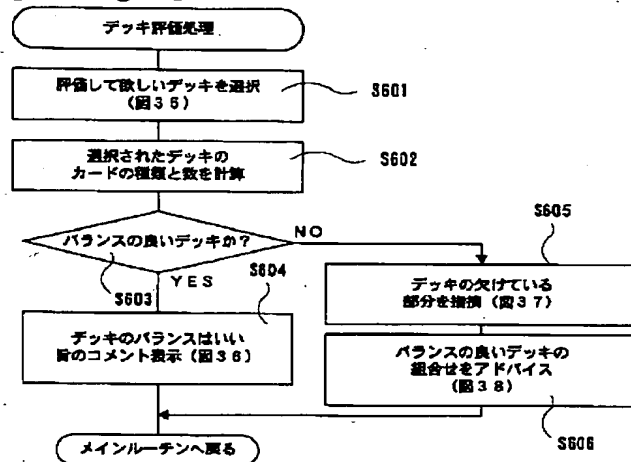 デッキ評価処理
評価して欲しいデッキを選択
(図35)
S601
選択されたデッキの
カードの種類と数を計算
S602
バランスの良いデッキか?
NO
YES
S603
S604
デッキのバランスはいい
旨のコメント表示(図36)
S605
デッキの欠けている
部分を指摘(図37)
バランスの良いデッキの
組合せをアドバイス
(図38)
S606
メインルーチンへ戻る